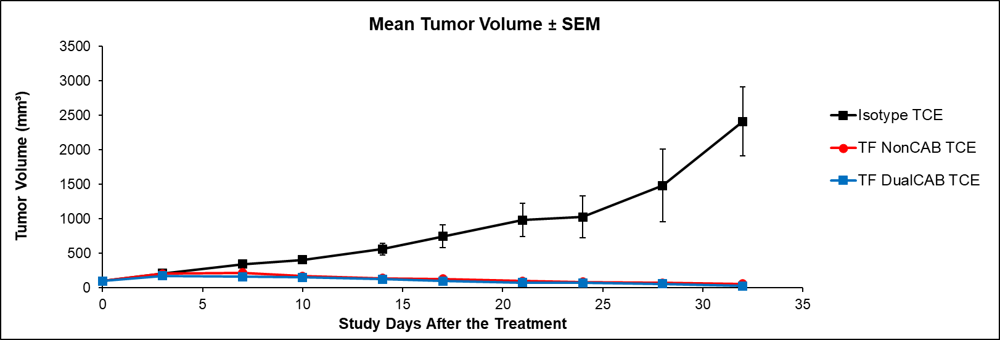 Mean Tumor Volume ± SEM
3500
3000
2500
2000
1500
1000
500
0
Tumor Volume (mm³)
0 5 10 15 20 25 30 35
Study Days After the Treatment
Isotype TCE
TF NonCAB TCE
TF DualCAB TCE